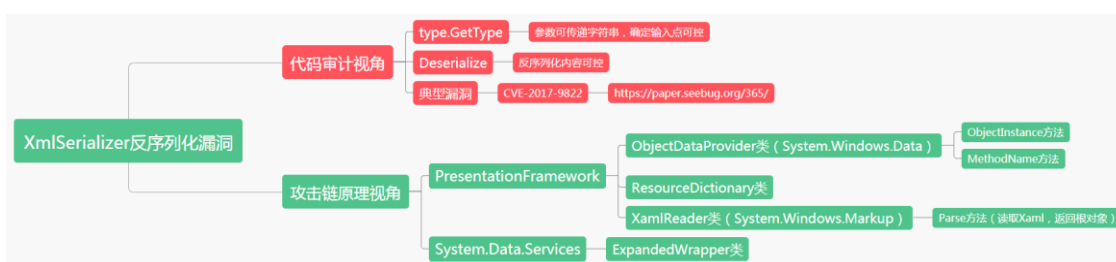 XmlSerializer反序列化漏洞
代码审计视角
type.GetType
参数可传递字符串，确定输入点可控
Deserialize
反序列化内容可控
典型漏洞
CVE-2017-9822
https://paper.seebug.org/365/
攻击链原理视角
PresentationFramework
ObjectDataProvider类（System.Windows.Data）
ObjectInstance方法
MethodName方法
ResourceDictionary类
XamlReader类（System.Windows.Markup）
Parse方法（读取Xaml，返回根对象）
System.Data.Services
ExpandedWrapper类